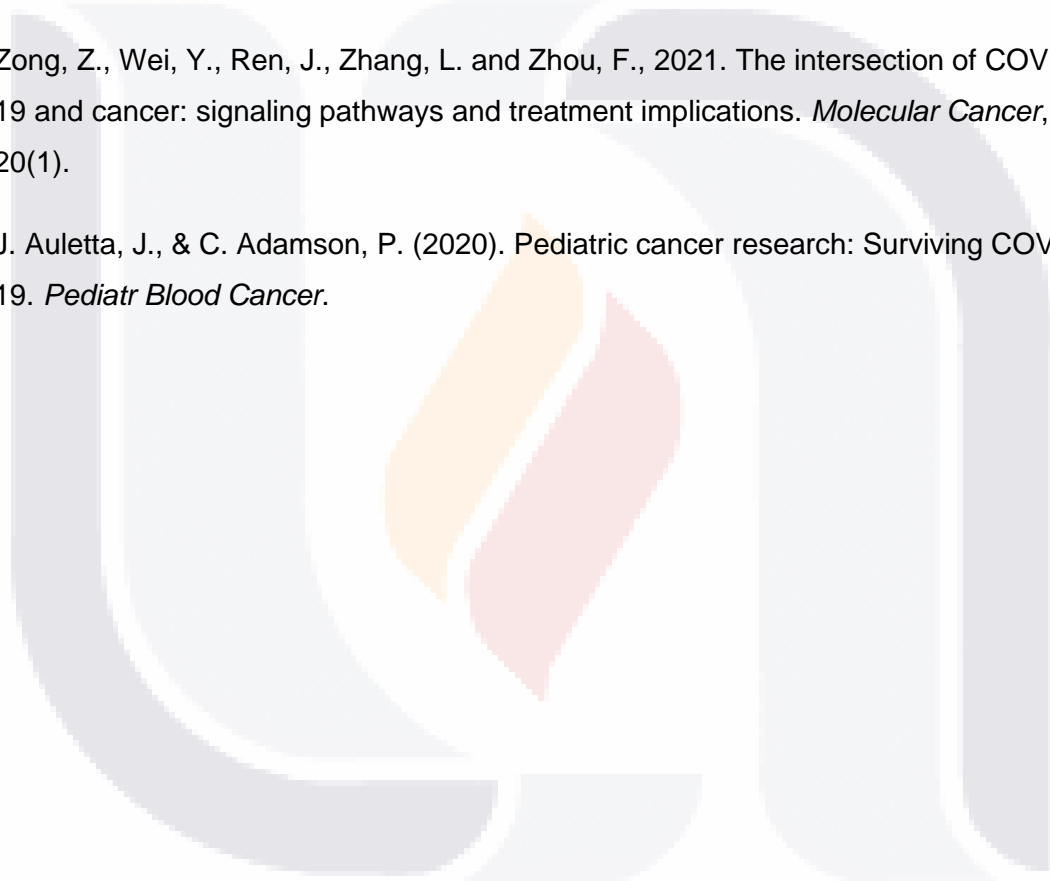 Zong, Z., Wei, Y., Ren, J., Zhang, L. and Zhou, F., 2021. The intersection of COV
19 and cancer: signaling pathways and treatment implications. Molecular Cancer,
20(1).
J. Auletta, J., & C. Adamson, P. (2020). Pediatric cancer research: Surviving COV
19. Pediatr Blood Cancer.